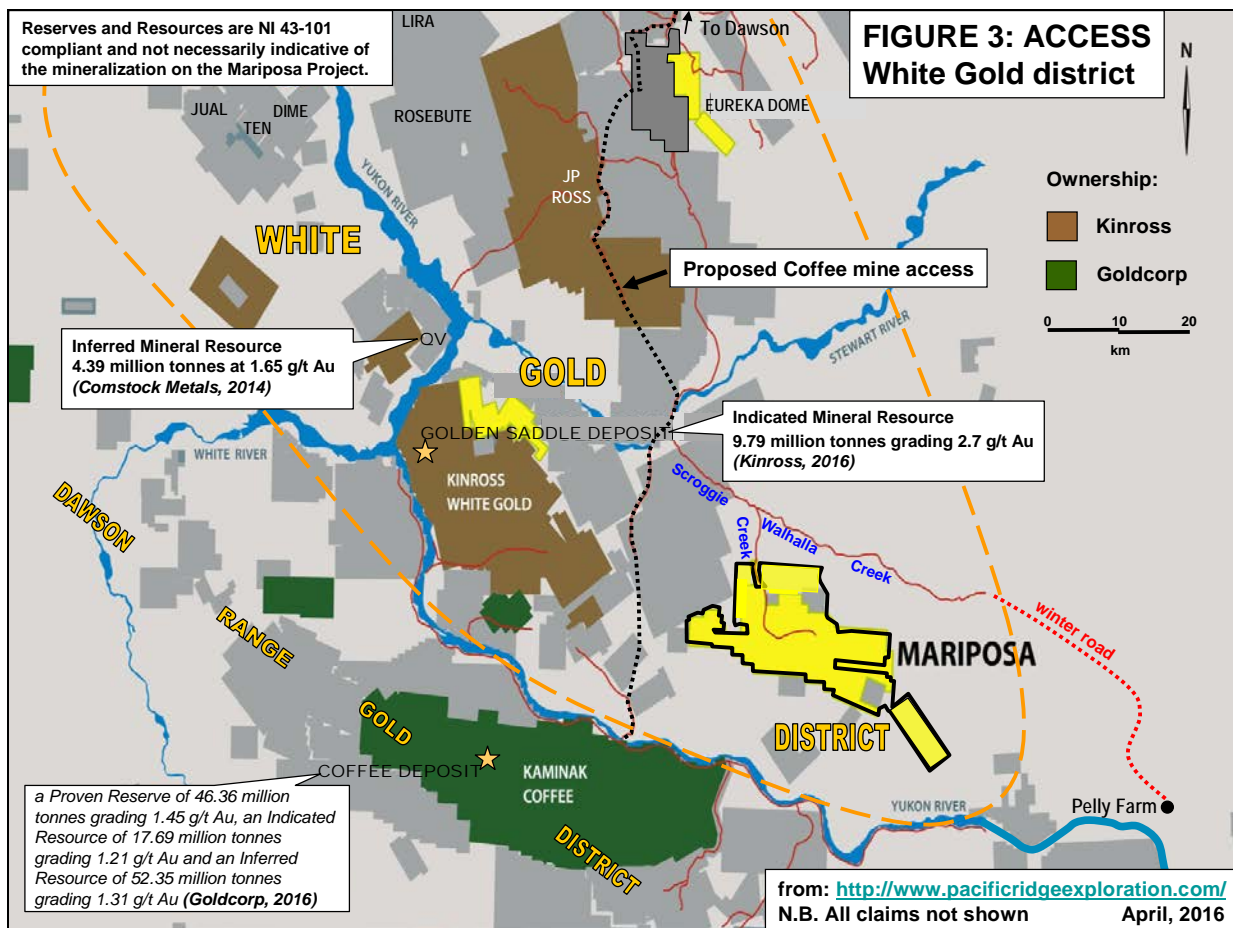 Reserves and Resources are NI 43-101
compliant and not necessarily indicative of
the mineralization on the Mariposa Project.
LIRA
To Dawson
FIGURE 3: ACCESS
White Gold district
N
JUAL
DIME
TEN
ROSEBUTE
EUREKA DOME
YUKON RIVER
JP
ROSS
Ownership:
Kinross
Goldcorp
0 10 20
km
WHITE
Proposed Coffee mine access
STEWART RIVER
Inferred Mineral Resource
4.39 million tonnes at 1.65 g/t Au
(Comstock Metals, 2014)
QV
GOLD
Indicated Mineral Resource
9.79 million tonnes grading 2.7 g/t Au
(Kinross, 2016)
GOLDEN SADDLE DEPOSIT
WHITE RIVER
KINROSS
WHITE GOLD
DAWSON
RANGE
Scroggie
Creek
Walhalla
Creek
winter road
MARIPOSA
DISTRICT
GOLD
COFFEE DEPOSIT
KAMINAK
COFFEE
DISTRICT
YUKON RIVER
Pelly Farm
a Proven Reserve of 46.36 million
tonnes grading 1.45 g/t Au, an Indicated
Resource of 17.69 million tonnes
grading 1.21 g/t Au and an Inferred
Resource of 52.35 million tonnes
grading 1.31 g/t Au (Goldcorp, 2016)
from: http://www.pacificridgeexploration.com/
N.B. All claims not shown April, 2016